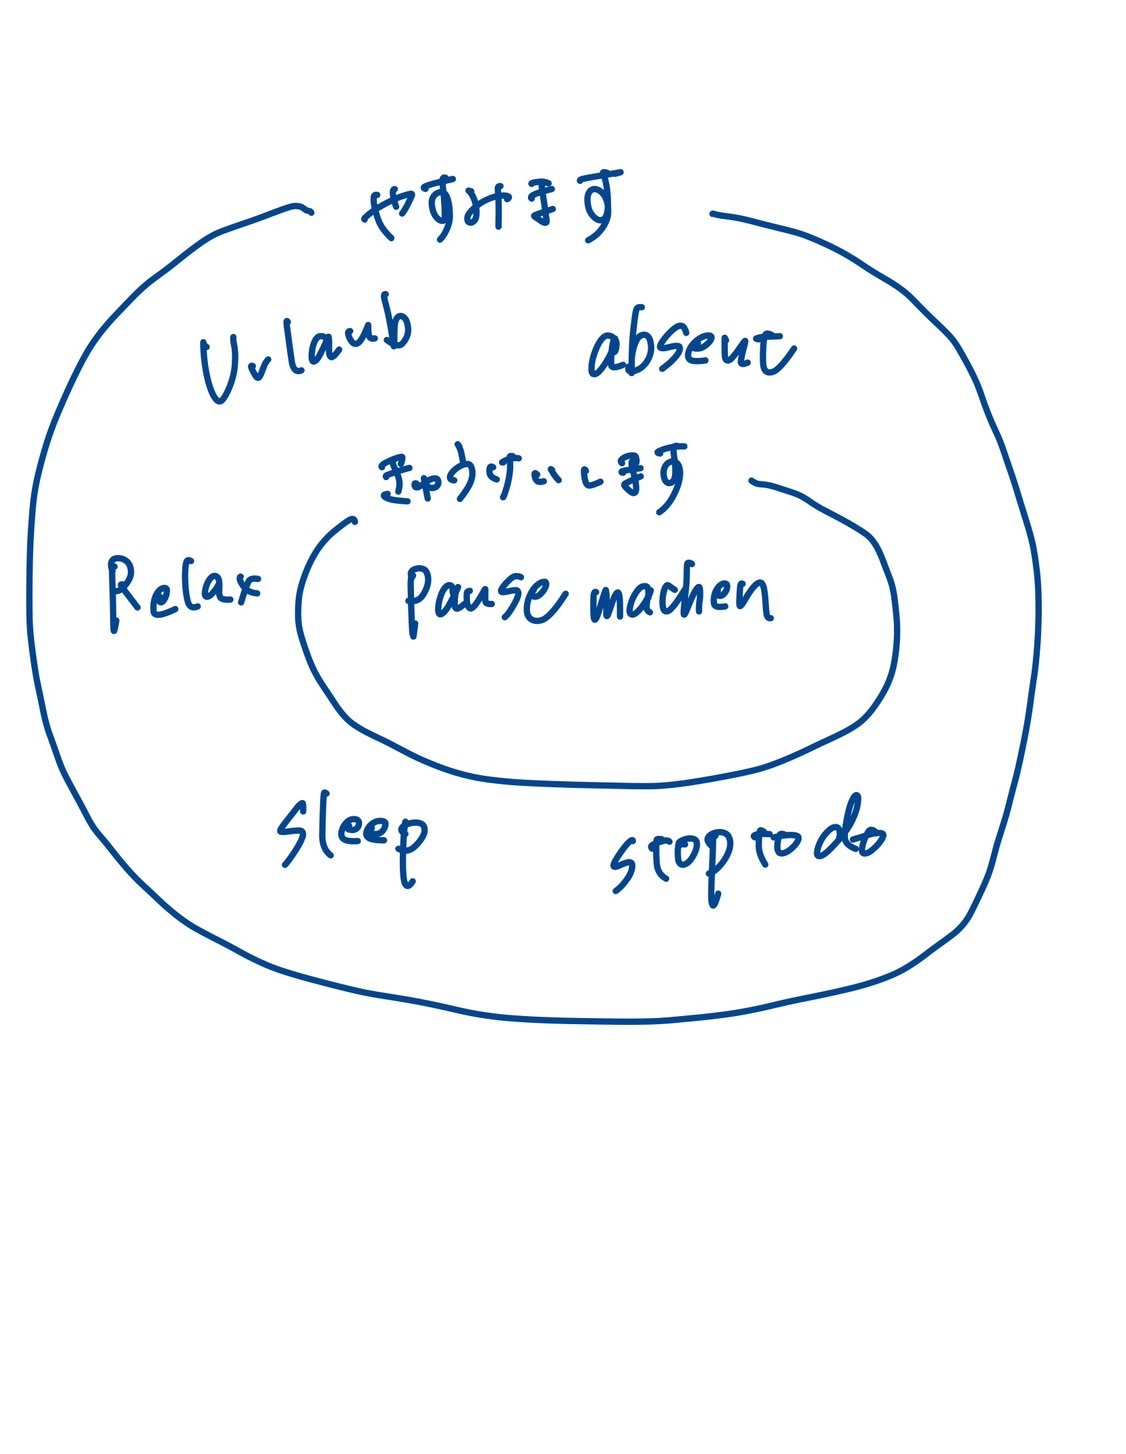 やすみます
Urlaub
absent
きゅうけいします
Relax
Pause machen
sleep
stop to do